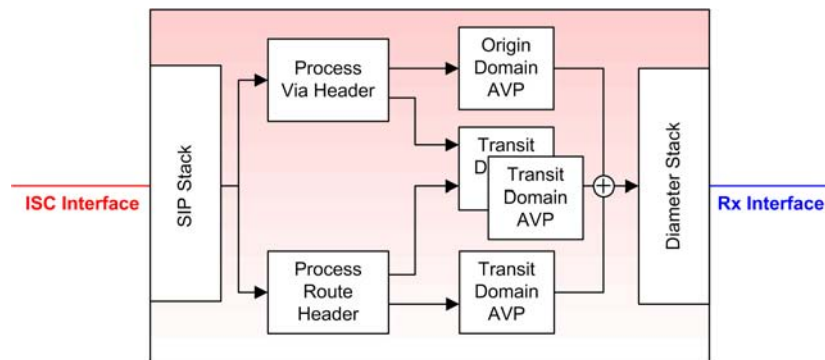 Origin
Domain
AVP
Process
Via Header
SIP Stack
Transit
D
Transit
Domain
AVP
Diameter Stack
ISC Interface
Rx Interface
Process
Route
Header
Transit
Domain
AVP